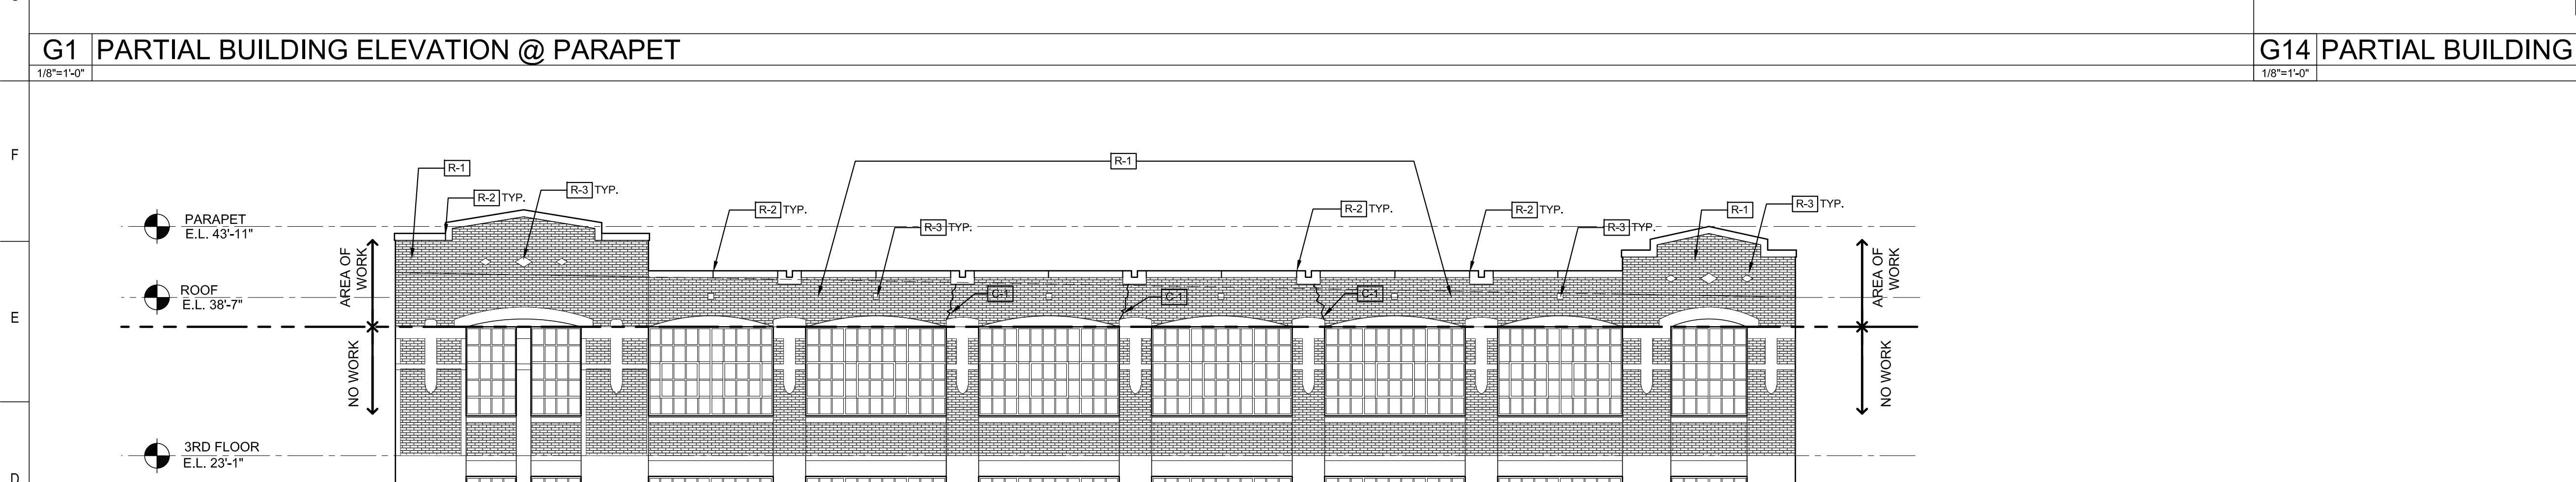 G1 PARTIAL BUILDING ELEVATION @ PARAPET
1/8"=1'-0"
G14 PARTIAL BUILDING
1/8"=1'-0"
F
R-1
R-1
R-2 TYP.
R-3 TYP.
R-2 TYP.
R-2 TYP.
R-2 TYP.
R-1
R-3 TYP.
PARAPET
E.L. 43'-11"
R-3 TYP.
R-3 TYP.
AREA OF
WORK
AREA OF
WORK
ROOF
E.L. 38'-7"
C-1
C-1
C-1
E
NO WORK
NO WORK
3RD FLOOR
E.L. 23'-1"
D